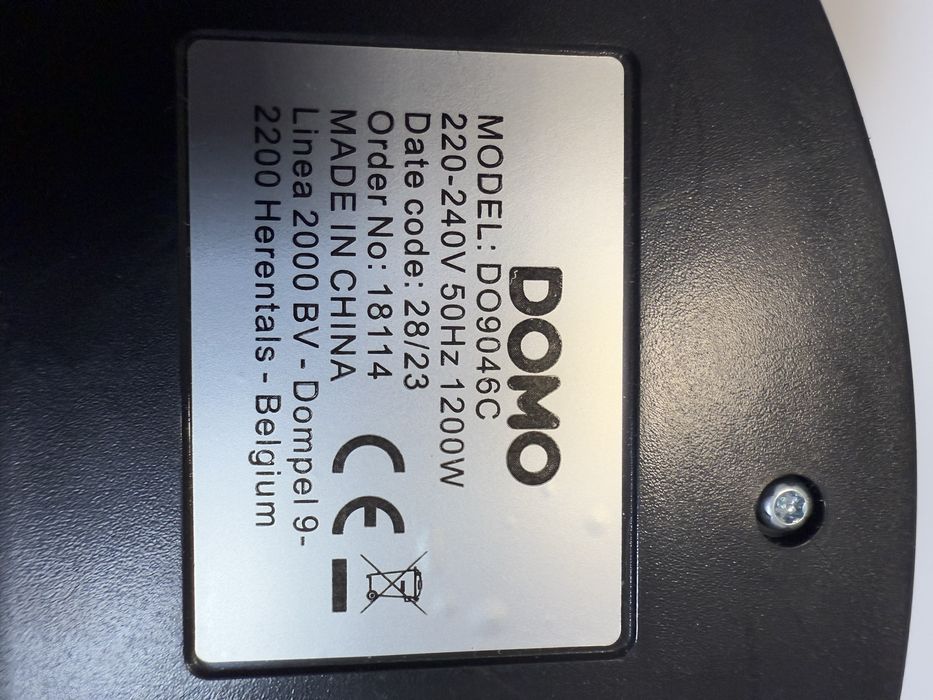 DOMO
MODEL: DO9046C
220-240V 50Hz 1200W
Date code: 28/23
Order No: 18114
MADE IN CHINA
CE
Linea 2000 BV - Dompel 9-
2200 Herentals - Belgium